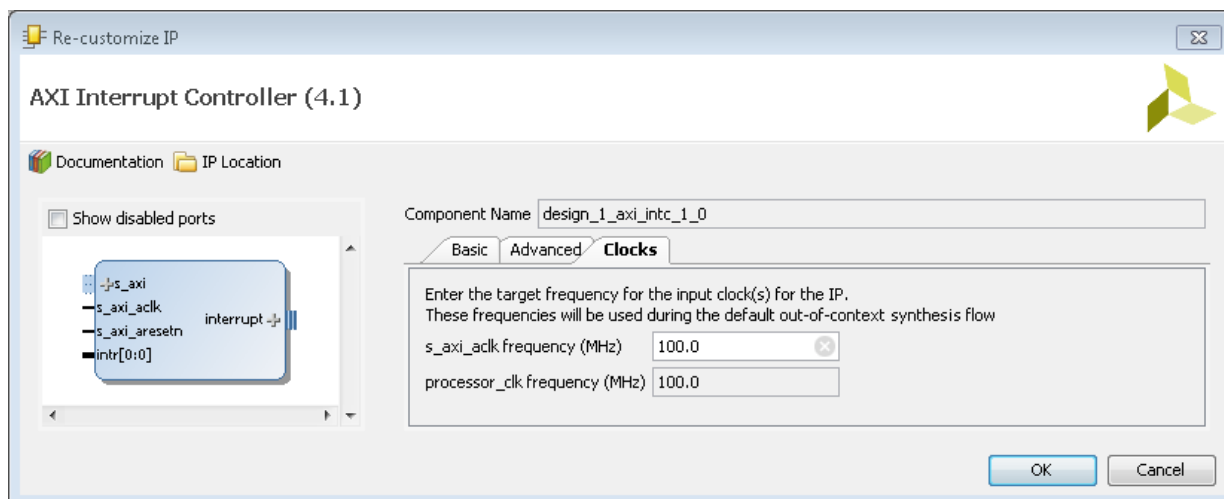 Re-customize IP
AXI Interrupt Controller (4.1)
Documentation IP Location
Show disabled ports
s_axi
s_axi_aclk
s_axi_aresetn
intr[0:0]
interrupt
Component Name design_1_axi_intc_1_0
Basic Advanced Clocks
Enter the target frequency for the input clock(s) for the IP.
These frequencies will be used during the default out-of-context synthesis flow
s_axi_aclk frequency (MHz) 100.0
processor_clk frequency (MHz) 100.0
OK Cancel